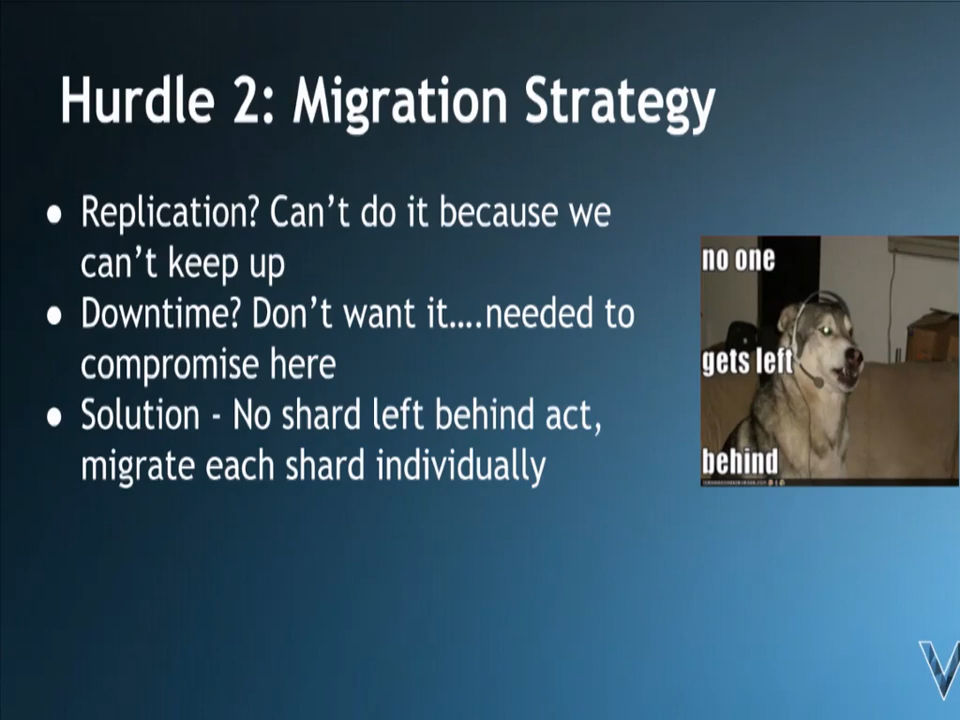 Hurdle 2: Migration Strategy
● Replication? Can't do it because we
can't keep up
● Downtime? Don't want it....needed to
compromise here
● Solution - No shard left behind act,
migrate each shard individually
no one
gets left
behind
V